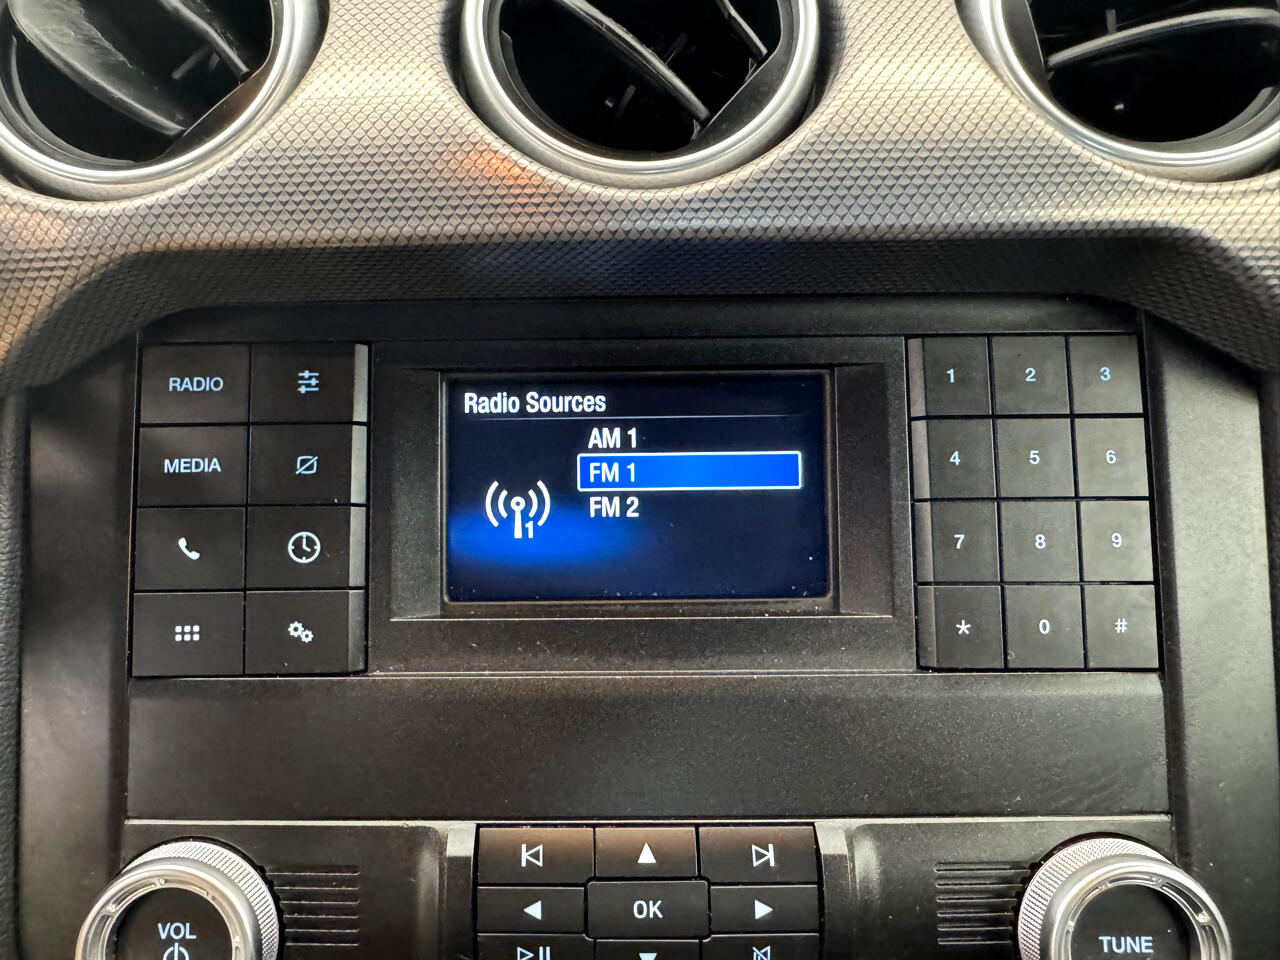 Radio Sources
AM 1
FM 1
FM 2
1
RADIO
MEDIA
1 2 3
4 5 6
7 8 9
* 0 #
OK
VOL
TUNE